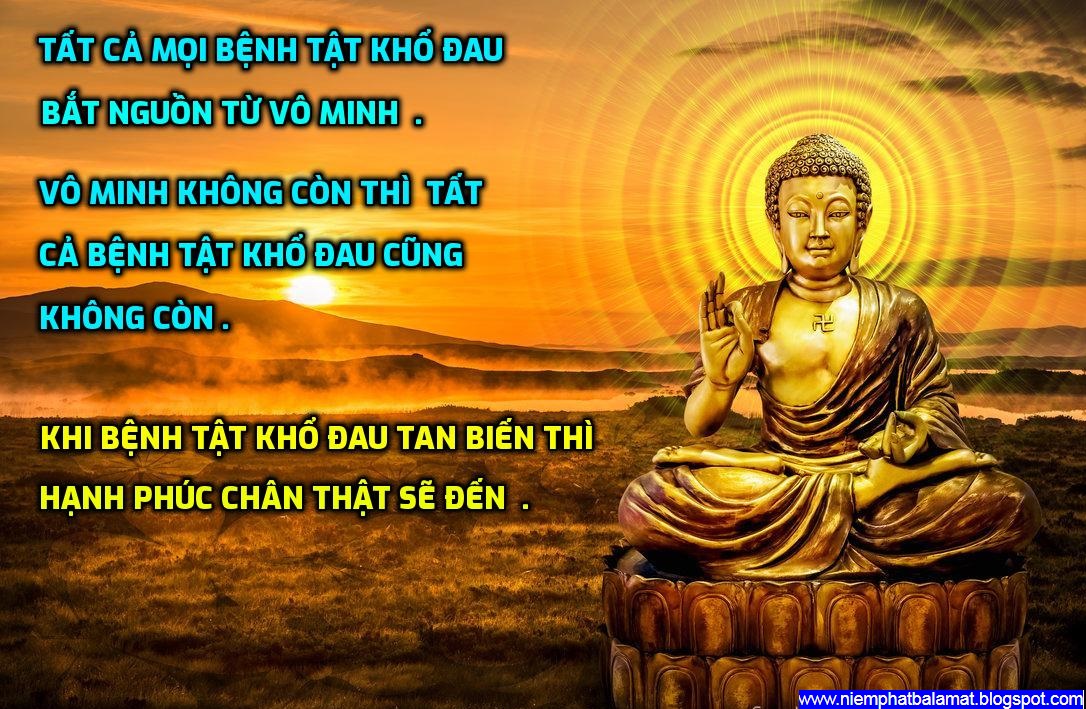 TẤT CẢ MỌI BỆNH TẬT KHỔ ĐAU
BẮT NGUỒN TỪ VÔ MINH .
VÔ MINH KHÔNG CÒN THÌ TẤT
CẢ BỆNH TẬT KHỔ ĐAU CŨNG
KHÔNG CÒN .
KHI BỆNH TẬT KHỔ ĐAU TAN BIẾN THÌ
HẠNH PHÚC CHÂN THẬT SẼ ĐẾN .
卍
www.niemphatbalamat.blogspot.com